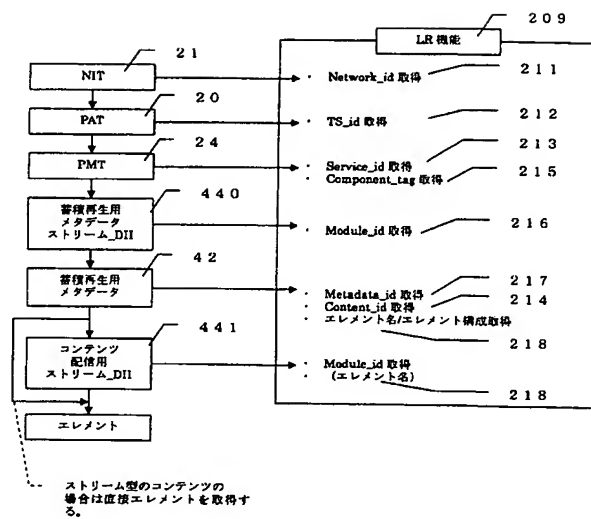 209
LR 機能
21
NIT
・ Network_id 取得
211
20
PAT
・ TS_id 取得
212
24
PMT
・ Service_id 取得
213
・ Component_tag 取得
215
440
蓄積再生用
メタデータ
ストリーム_DII
・ Module_id 取得
216
42
蓄積再生用
メタデータ
・ Metadata_id 取得
217
・ Content_id 取得
214
・ エレメント名/エレメント構成取得
218
441
コンテンツ
配信用
ストリーム_DII
・ Module_id 取得
・ (エレメント名)
218
エレメント
ストリーム型のコンテンツの
場合は直接エレメントを取得す
る。